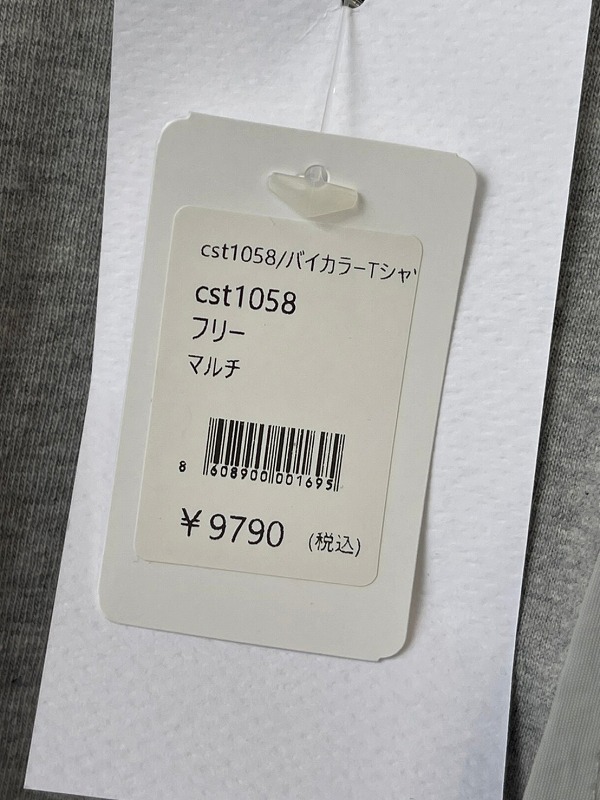 cst1058/バイカラーTシャ
cst1058
フリー
マルチ
8 608900 001695
¥9790 (税込)